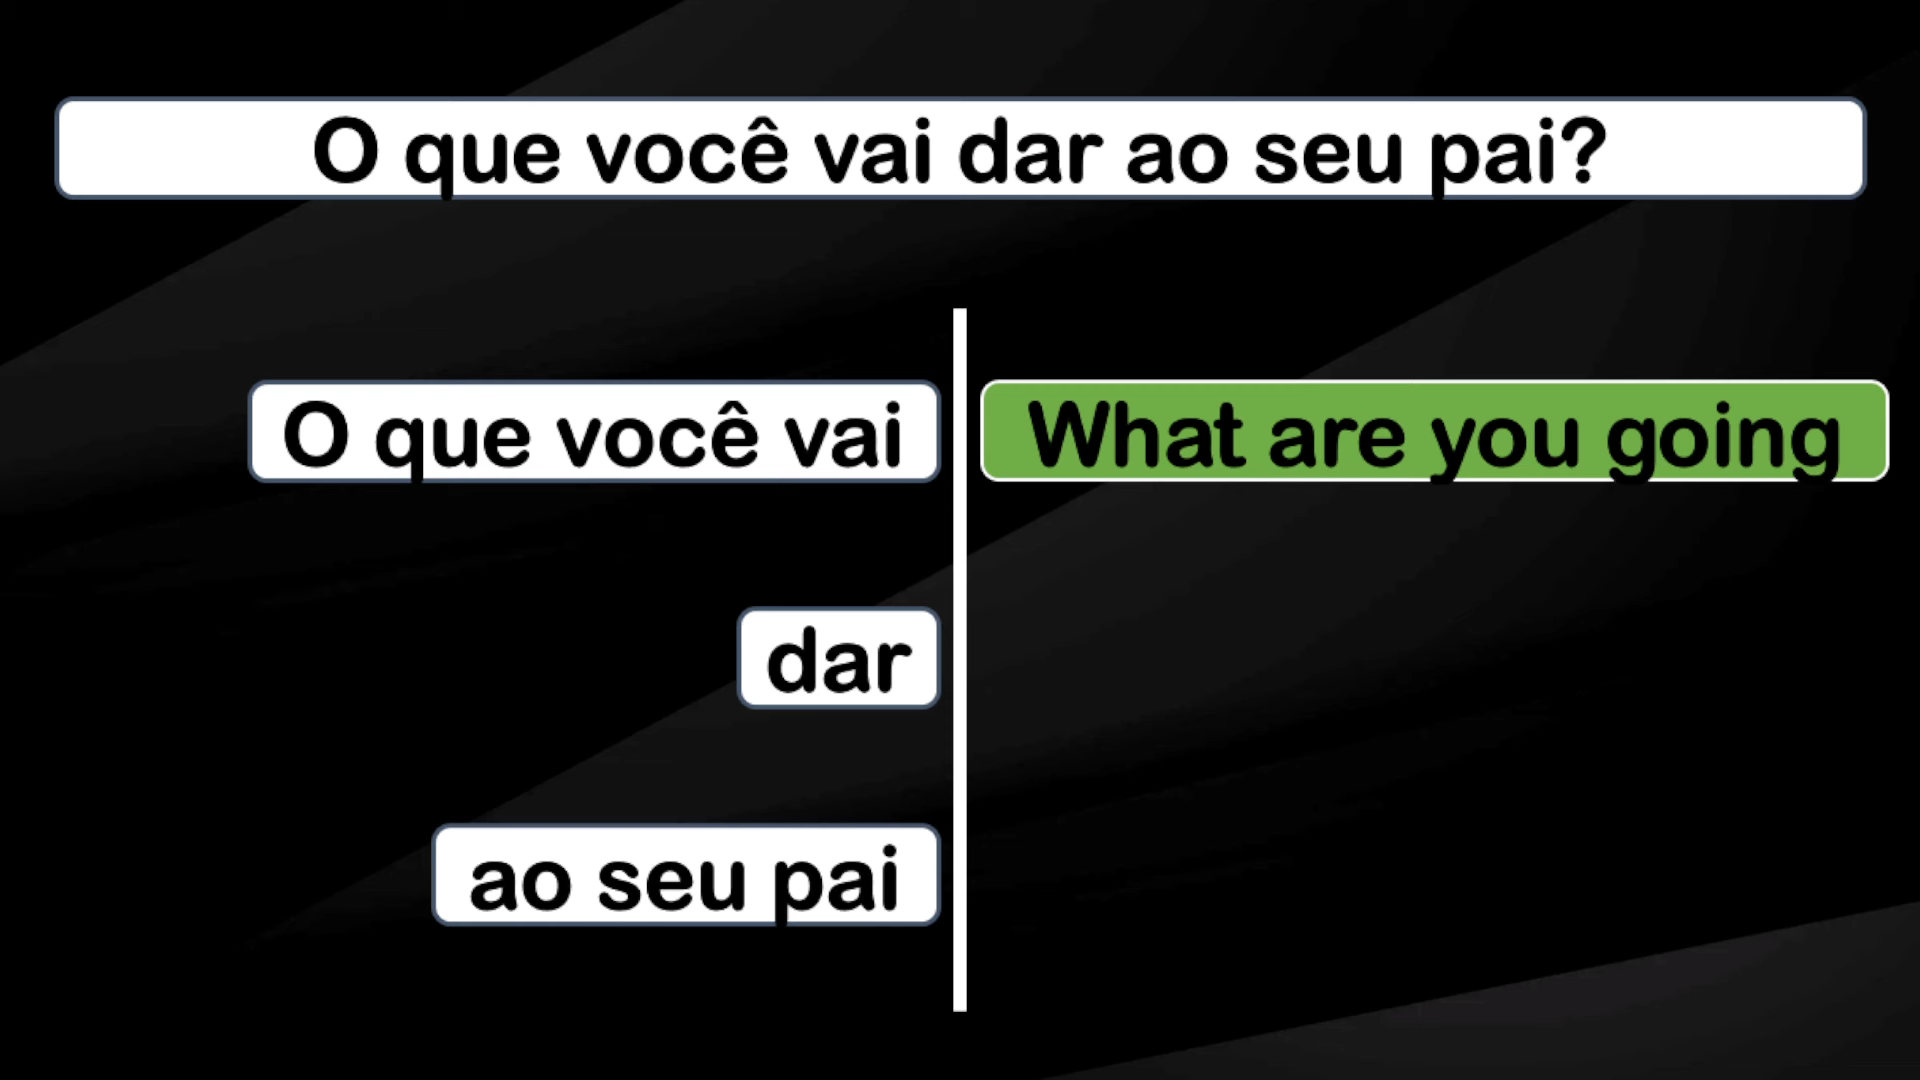 O que você vai dar ao seu pai?
O que você vai
What are you going
dar
ao seu pai